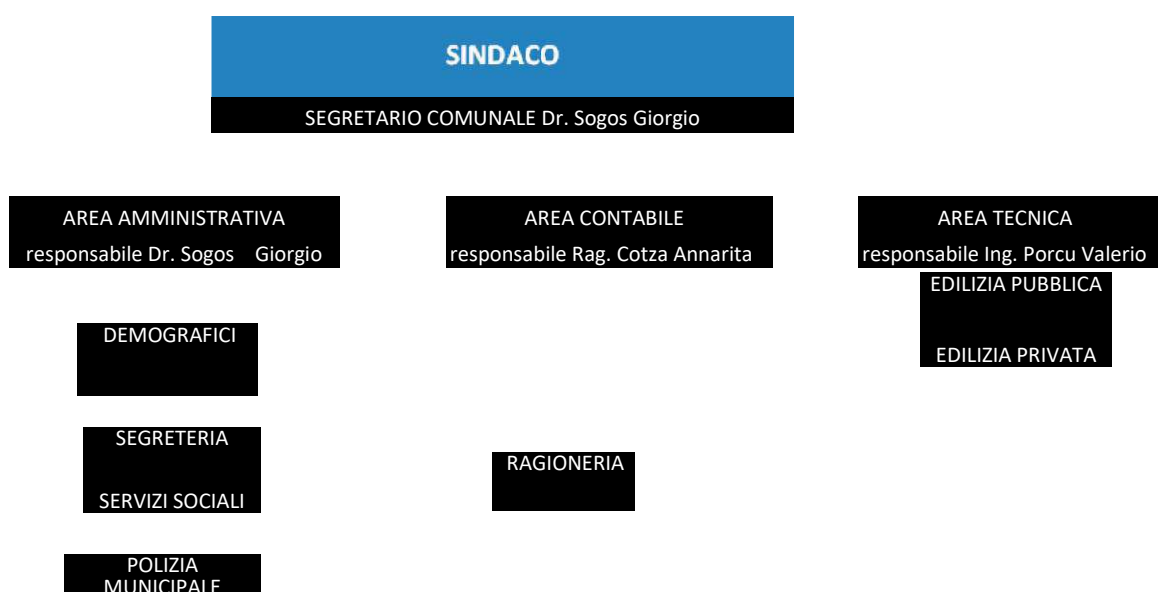 SINDACO
SEGRETARIO COMUNALE Dr. Sogos Giorgio
AREA AMMINISTRATIVA
responsabile Dr. Sogos Giorgio
AREA CONTABILE
responsabile Rag. Cotza Annarita
AREA TECNICA
responsabile Ing. Porcu Valerio
EDILIZIA PUBBLICA
EDILIZIA PRIVATA
DEMOGRAFICI
SEGRETERIA
SERVIZI SOCIALI
RAGIONERIA
POLIZIA
MUNICIPALE